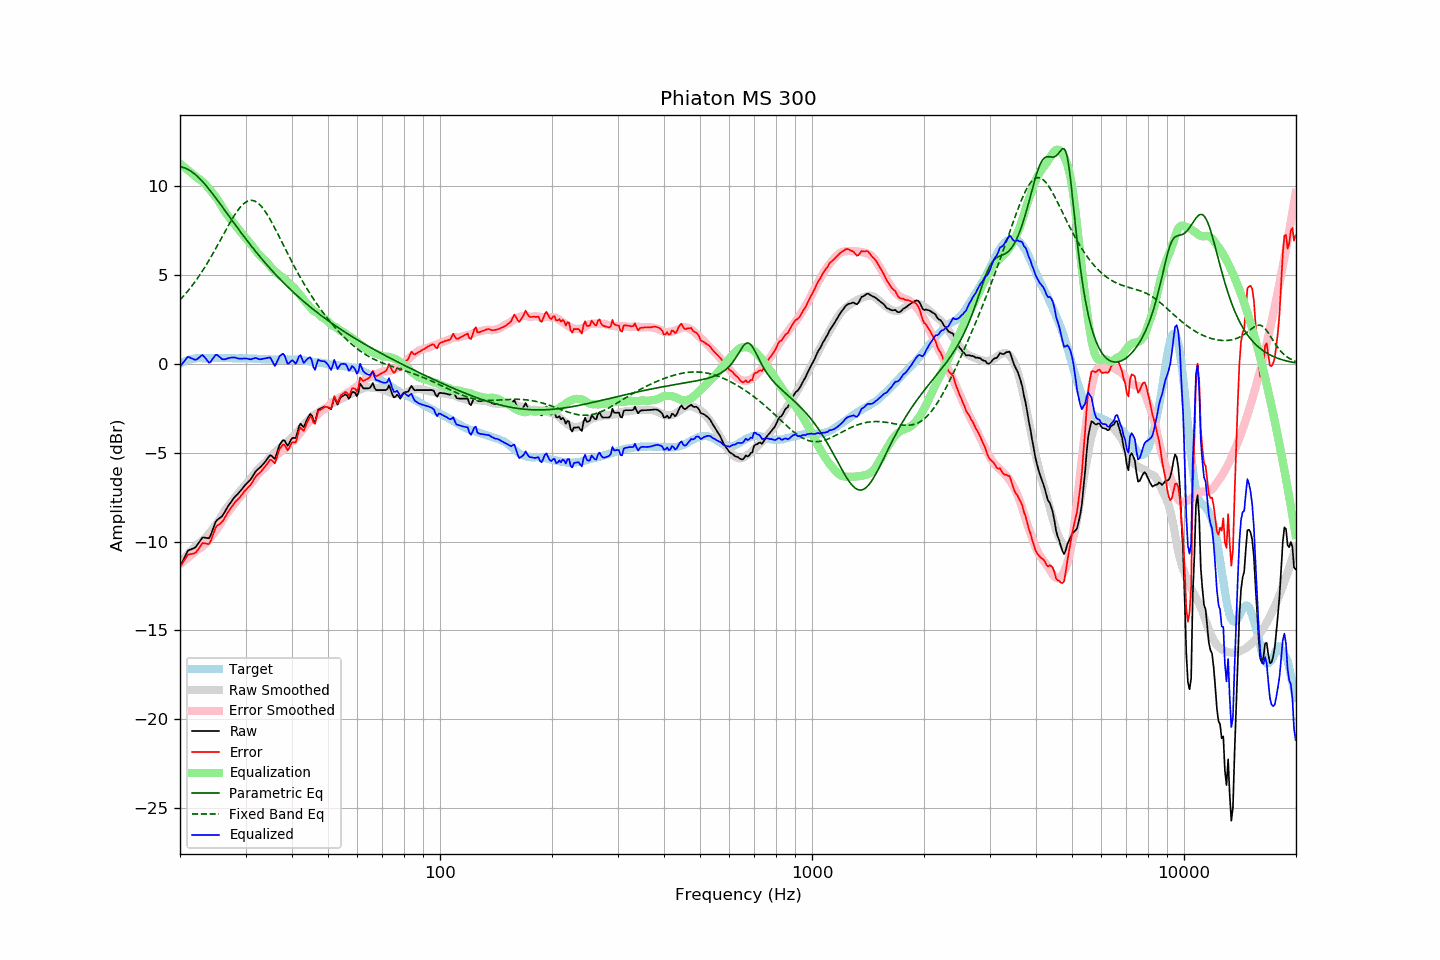 Phiaton MS 300
10
5
0
−5
−10
−15
−20
−25
Amplitude (dBr)
Target
Raw Smoothed
Error Smoothed
Raw
Error
Equalization
Parametric Eq
Fixed Band Eq
Equalized
100
1000
10000
Frequency (Hz)